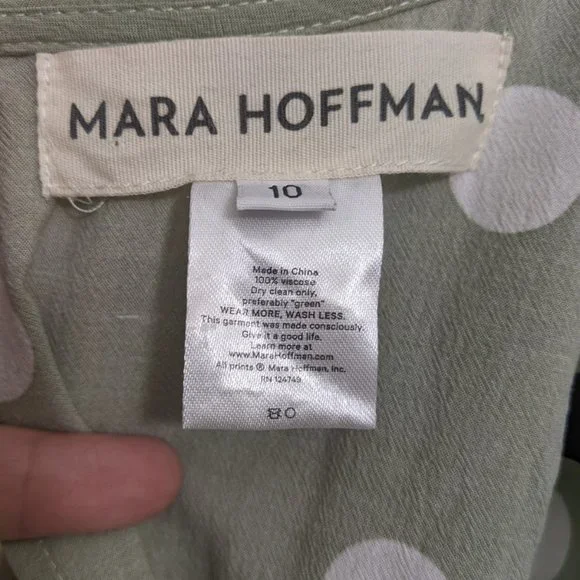 MARA HOFFMAN
10
Made in China
100% viscose
Dry clean only,
preferably "green"
WEAR MORE, WASH LESS.
This garment was made consciously.
Give it a good life.
Learn more at
www.MaraHoffman.com
All prints ® Mara Hoffman, Inc.
RN 124749